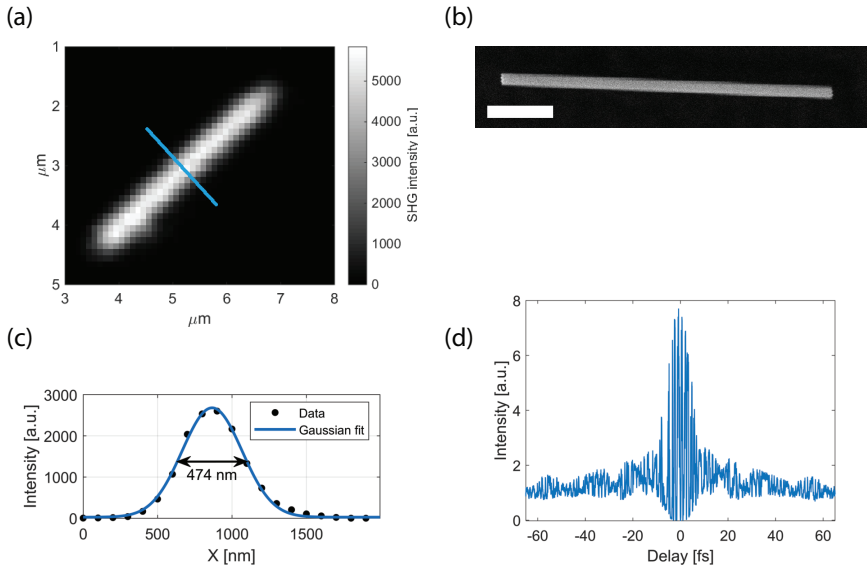 (a)
1
2
3
4
5
μm
3 4 5 6 7 8
μm
5000
4000
3000
2000
1000
0
SHG intensity [a.u.]
(b)
(c)
3000
2000
1000
0
Intensity [a.u.]
Data
Gaussian fit
474 nm
0 500 1000 1500
X [nm]
(d)
8
6
4
2
0
Intensity [a.u.]
-60 -40 -20 0 20 40 60
Delay [fs]